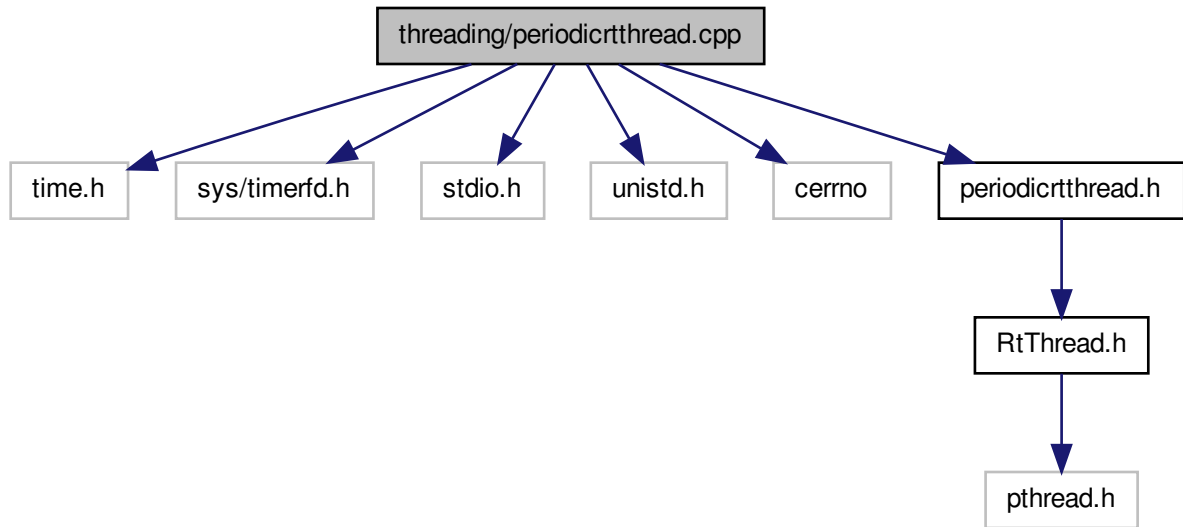 threading/periodicrtthread.cpp
time.h
sys/timerfd.h
stdio.h
unistd.h
cerrno
periodicrtthread.h
RtThread.h
pthread.h